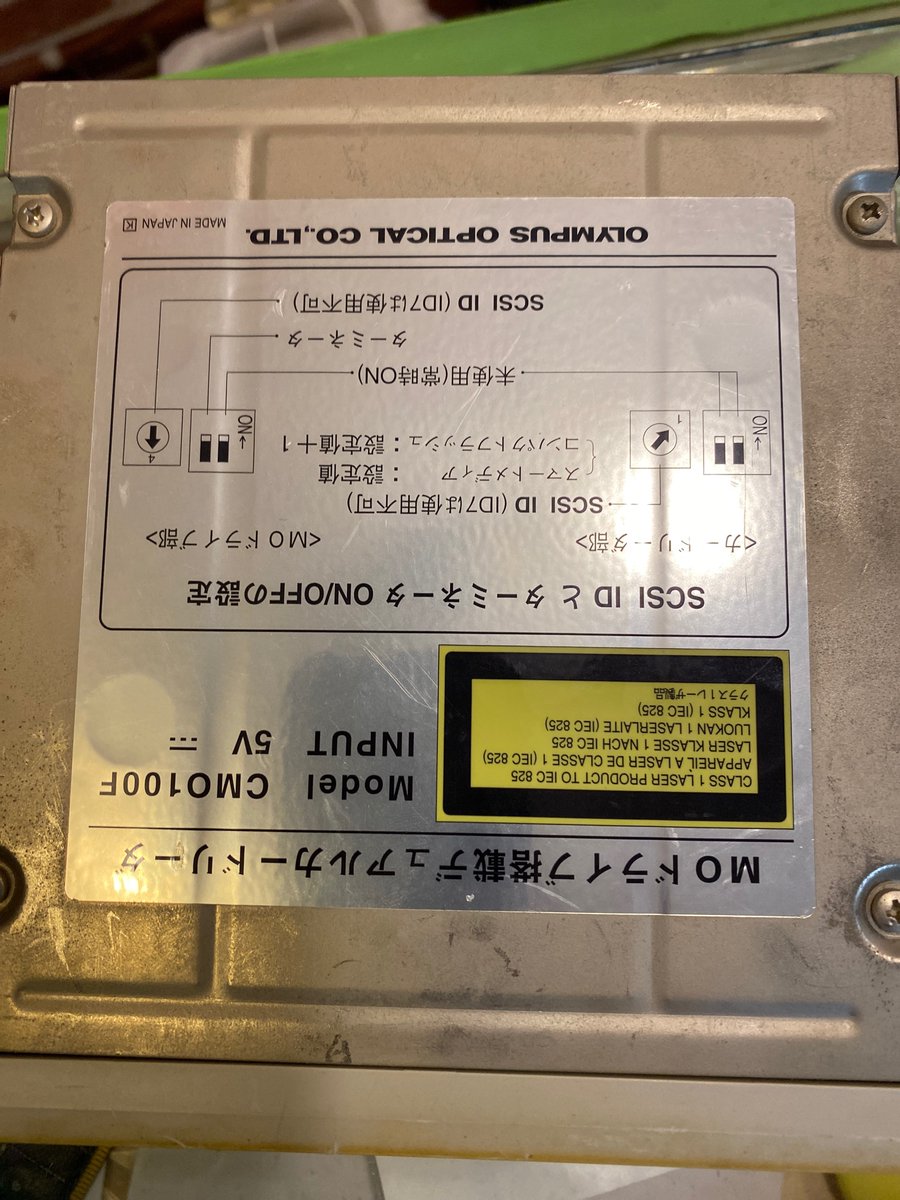 MOドライブ搭載デュアルカードリーダ
CLASS 1 LASER PRODUCT TO IEC 825
APPAREIL A LASER DE CLASSE 1 (IEC 825)
LASER KLASSE 1 NACH IEC 825
LUOKAN 1 LASERLAITE (IEC 825)
KLASS 1 (IEC 825)
クラス1レーザ製品
Model CMO100F
INPUT 5V ⎓
SCSI ID と ターミネータ ON/OFFの設定
<カードリーダ部>
SCSI ID (ID7は使用不可)
スマートメディア : 設定値
コンパクトフラッシュ : 設定値+1
←ON
1
<MOドライブ部>
←ON
4
未使用(常時ON)
ターミネータ
SCSI ID (ID7は使用不可)
OLYMPUS OPTICAL CO.,LTD.
MADE IN JAPAN K